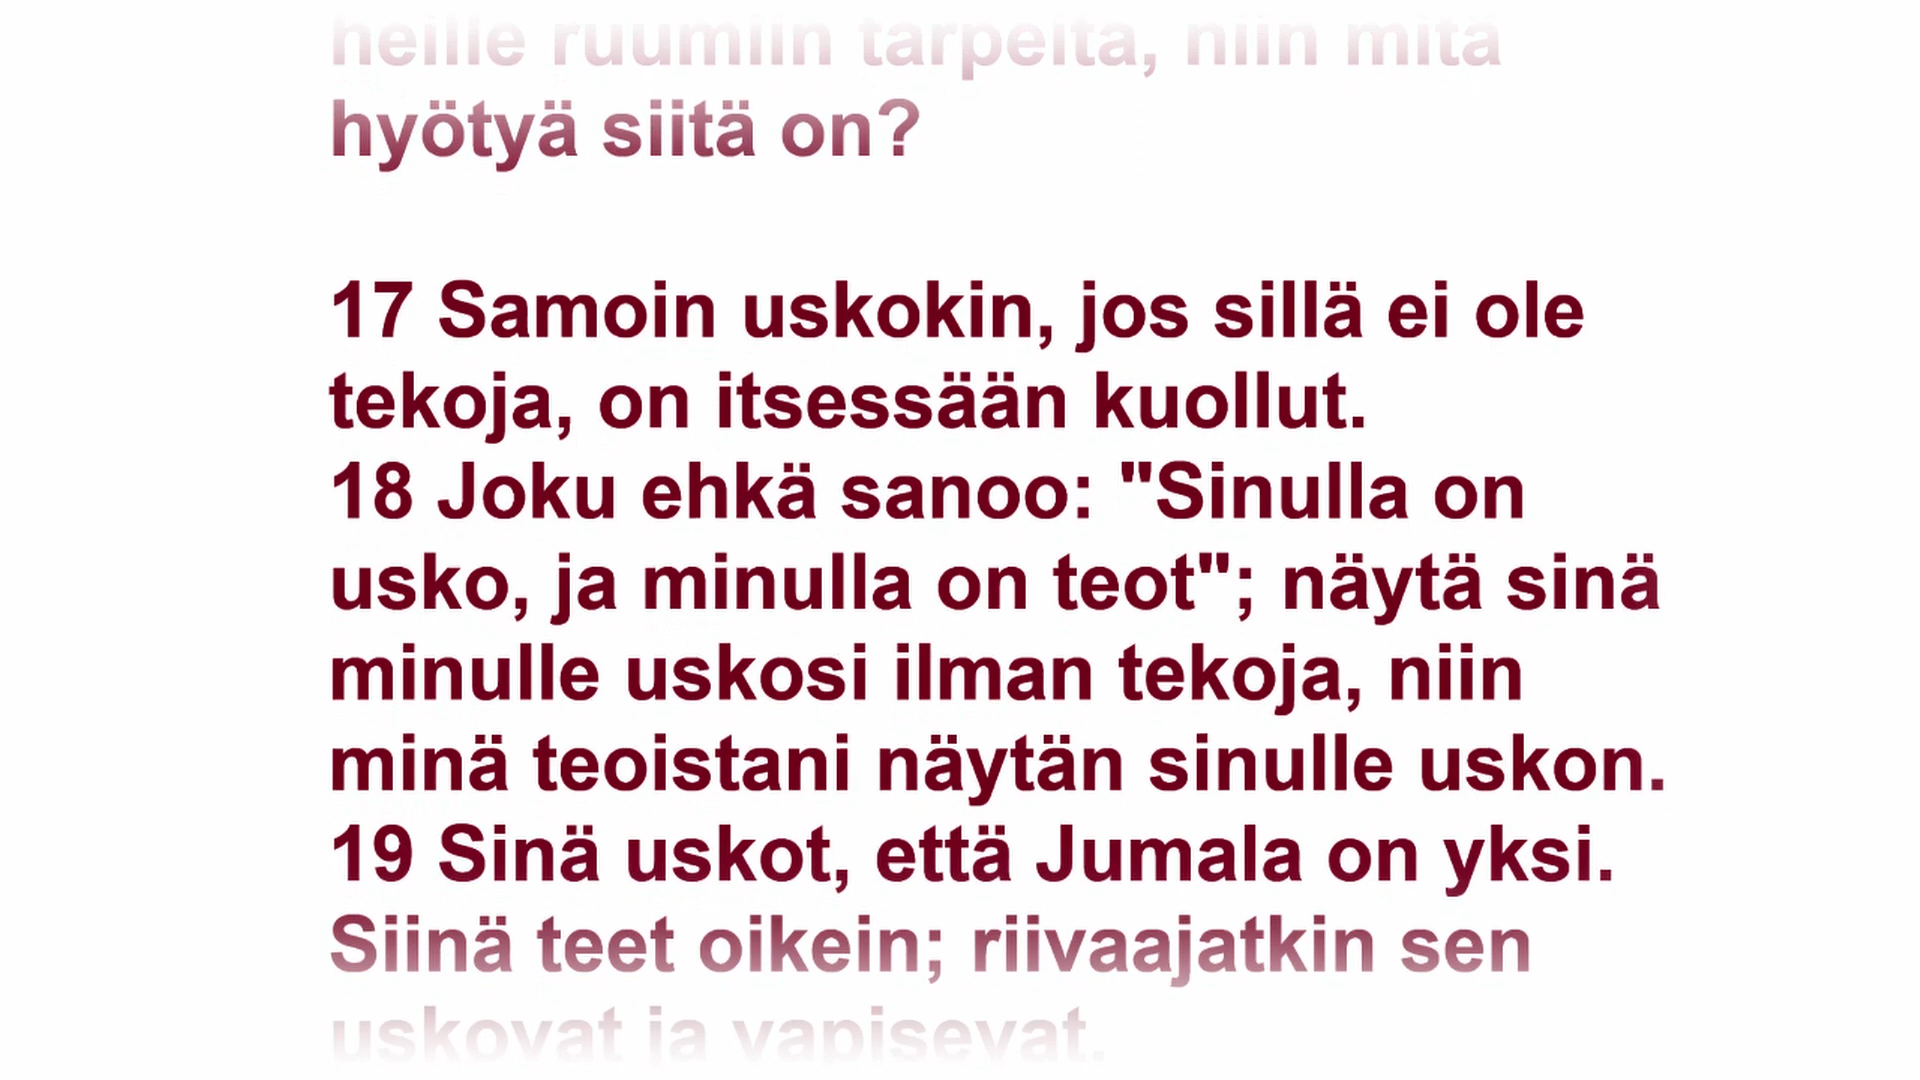 heille ruumiin tarpeita, niin mitä
hyötyä siitä on?
17 Samoin uskokin, jos sillä ei ole
tekoja, on itsessään kuollut.
18 Joku ehkä sanoo: "Sinulla on
usko, ja minulla on teot"; näytä sinä
minulle uskosi ilman tekoja, niin
minä teoistani näytän sinulle uskon.
19 Sinä uskot, että Jumala on yksi.
Siinä teet oikein; riivaajatkin sen
uskovat ja vapisevat.